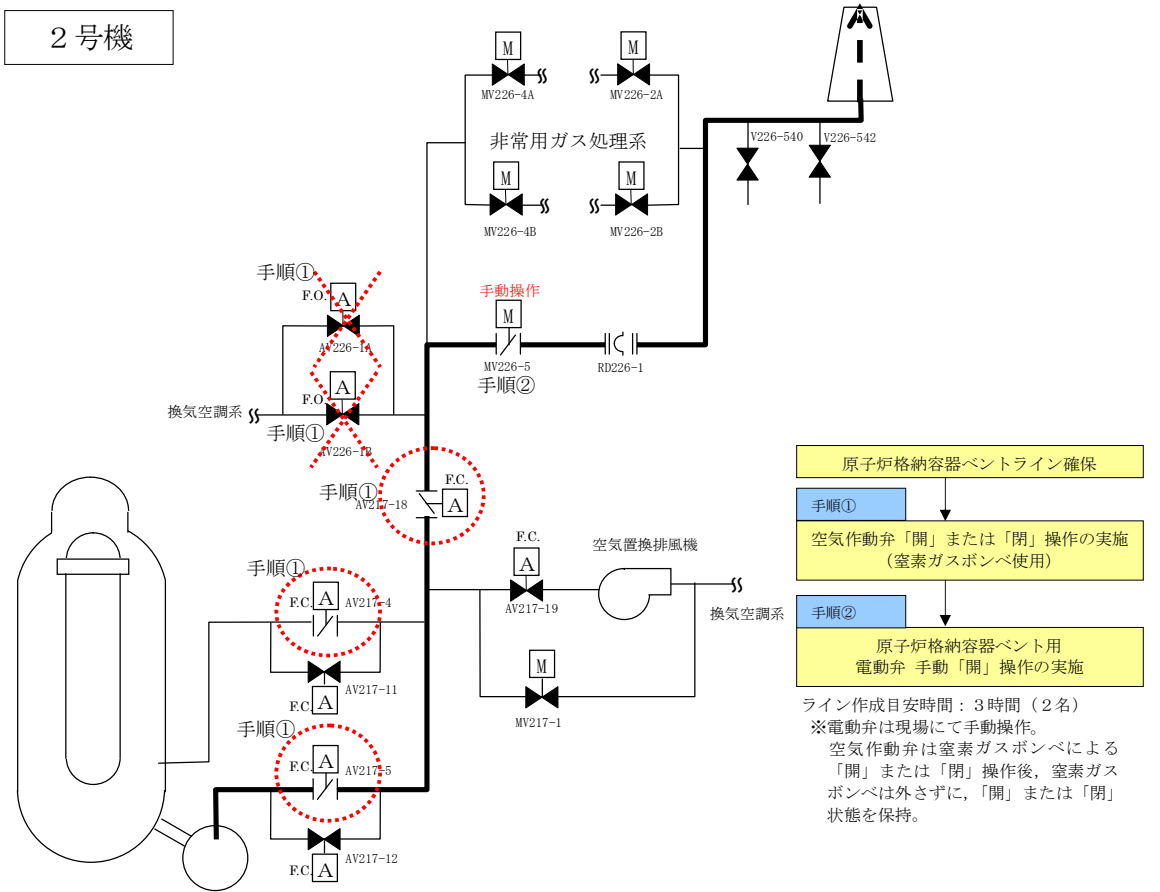 ２号機
M
M
MV226-4A
MV226-2A
V226-540
V226-542
非常用ガス処理系
M
M
MV226-4B
MV226-2B
手順①
F.O.
A
AV226-1A
手動操作
M
MV226-5
RD226-1
手順②
F.O
A
換気空調系
手順①
AV226-1B
手順①
F.C.
AV217-18
A
原子炉格納容器ベントライン確保
手順①
空気作動弁「開」または「閉」操作の実施
（窒素ガスボンベ使用）
手順②
原子炉格納容器ベント用
電動弁 手動「開」操作の実施
F.C.
空気置換排風機
A
AV217-19
換気空調系
M
MV217-1
手順①
F.C.
A
AV217-4
AV217-11
F.C.
A
手順①
F.C.
A
AV217-5
AV217-12
F.C.
A
ライン作成目安時間：３時間（２名）
※電動弁は現場にて手動操作。
空気作動弁は窒素ガスボンベによる
「開」または「閉」操作後，窒素ガス
ボンベは外さずに，「開」または「閉」
状態を保持。